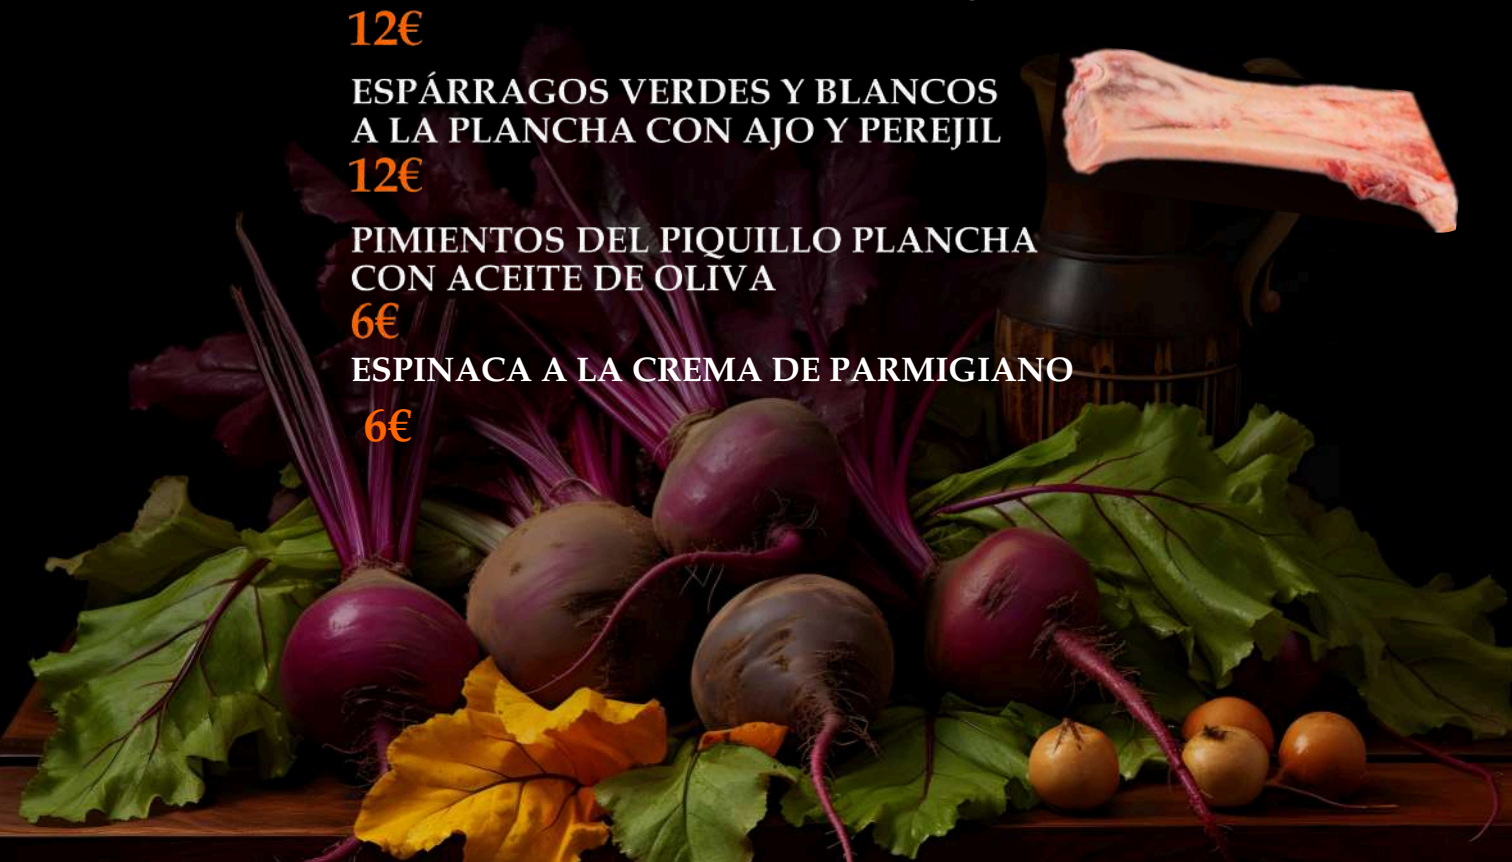 12€
ESPÁRRAGOS VERDES Y BLANCOS
A LA PLANCHA CON AJO Y PEREJIL
12€
PIMIENTOS DEL PIQUILLO PLANCHA
CON ACEITE DE OLIVA
6€
ESPINACA A LA CREMA DE PARMIGIANO
6€